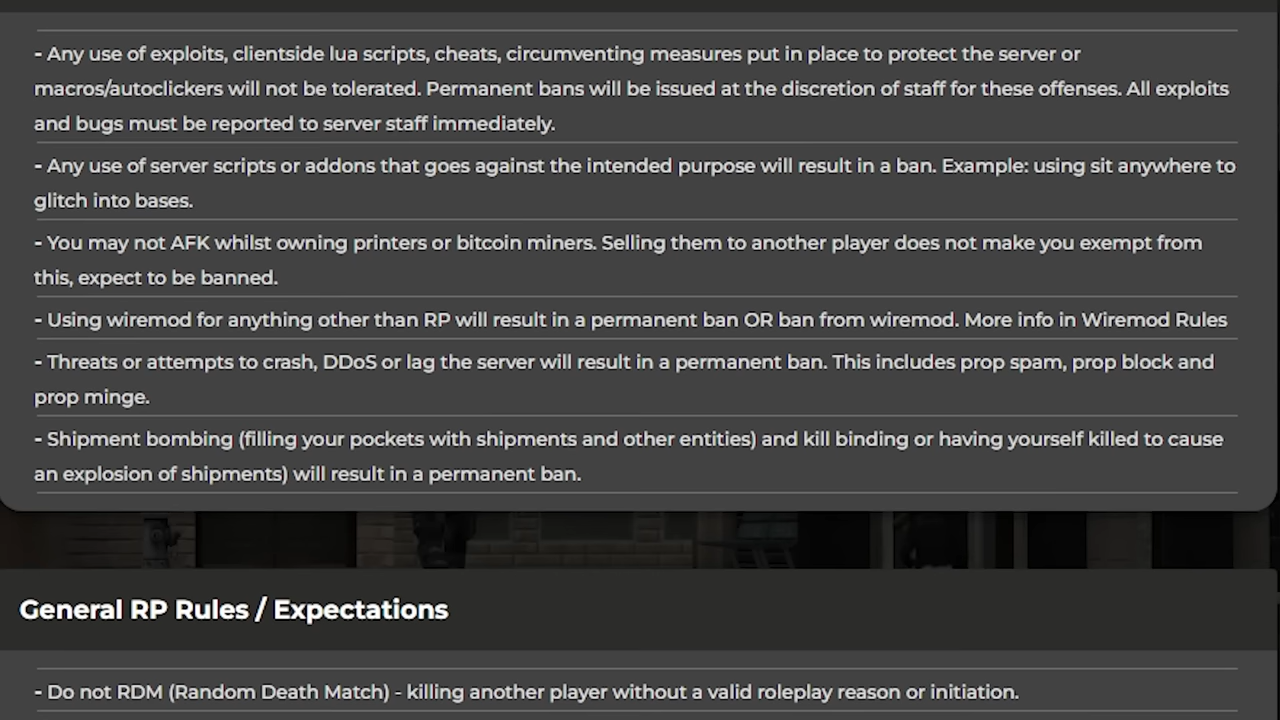 - Any use of exploits, clientside lua scripts, cheats, circumventing measures put in place to protect the server or
macros/autoclickers will not be tolerated. Permanent bans will be issued at the discretion of staff for these offenses. All exploits
and bugs must be reported to server staff immediately.
- Any use of server scripts or addons that goes against the intended purpose will result in a ban. Example: using sit anywhere to
glitch into bases.
- You may not AFK whilst owning printers or bitcoin miners. Selling them to another player does not make you exempt from
this, expect to be banned.
- Using wiremod for anything other than RP will result in a permanent ban OR ban from wiremod. More info in Wiremod Rules
- Threats or attempts to crash, DDoS or lag the server will result in a permanent ban. This includes prop spam, prop block and
prop minge.
- Shipment bombing (filling your pockets with shipments and other entities) and kill binding or having yourself killed to cause
an explosion of shipments) will result in a permanent ban.
General RP Rules / Expectations
- Do not RDM (Random Death Match) - killing another player without a valid roleplay reason or initiation.